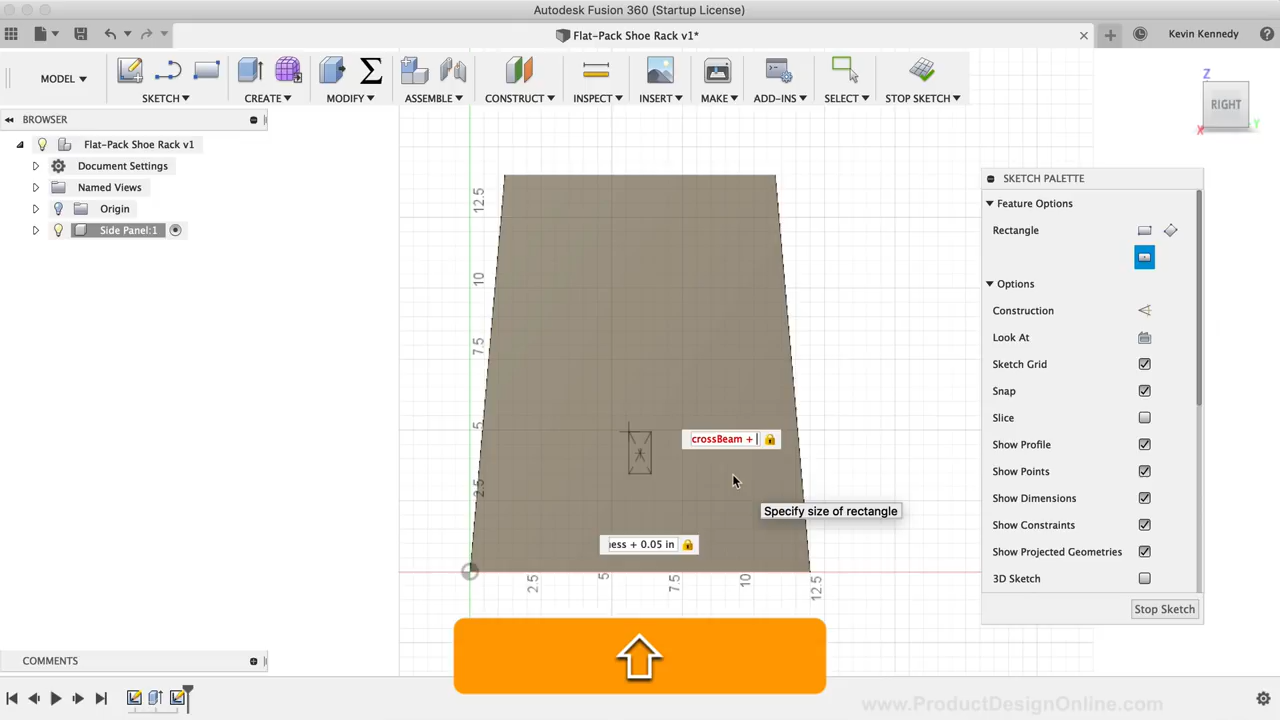 Autodesk Fusion 360 (Startup License)
Flat-Pack Shoe Rack v1*
Kevin Kennedy
MODEL
SKETCH
CREATE
MODIFY
ASSEMBLE
CONSTRUCT
INSPECT
INSERT
MAKE
ADD-INS
SELECT
STOP SKETCH
BROWSER
Flat-Pack Shoe Rack v1
Document Settings
Named Views
Origin
Side Panel:1
Z
RIGHT
X
Y
SKETCH PALETTE
Feature Options
Rectangle
Options
Construction
Look At
Sketch Grid
Snap
Slice
Show Profile
Show Points
Show Dimensions
Show Constraints
Show Projected Geometries
3D Sketch
Stop Sketch
12.5
10
7.5
5
2.5
crossBeam +
Specify size of rectangle
ness + 0.05 in
2.5
5
7.5
10
12.5
COMMENTS
www.ProductDesignOnline.com